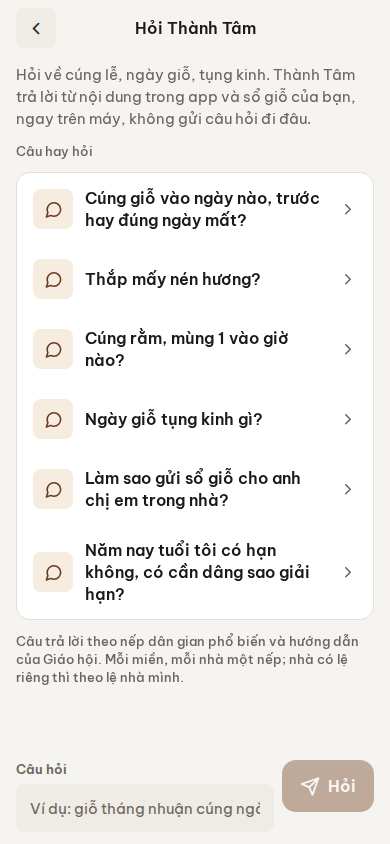 Hỏi Thành Tâm
Hỏi về cúng lễ, ngày giỗ, tụng kinh. Thành Tâm
trả lời từ nội dung trong app và sổ giỗ của bạn,
ngay trên máy, không gửi câu hỏi đi đâu.
Câu hay hỏi
Cúng giỗ vào ngày nào, trước
hay đúng ngày mất?
Thắp mấy nén hương?
Cúng rằm, mùng 1 vào giờ
nào?
Ngày giỗ tụng kinh gì?
Làm sao gửi sổ giỗ cho anh
chị em trong nhà?
Năm nay tuổi tôi có hạn
không, có cần dâng sao giải
hạn?
Câu trả lời theo nếp dân gian phổ biến và hướng dẫn
của Giáo hội. Mỗi miền, mỗi nhà một nếp; nhà có lệ
riêng thì theo lệ nhà mình.
Câu hỏi
Ví dụ: giỗ tháng nhuận cúng ngà
Hỏi